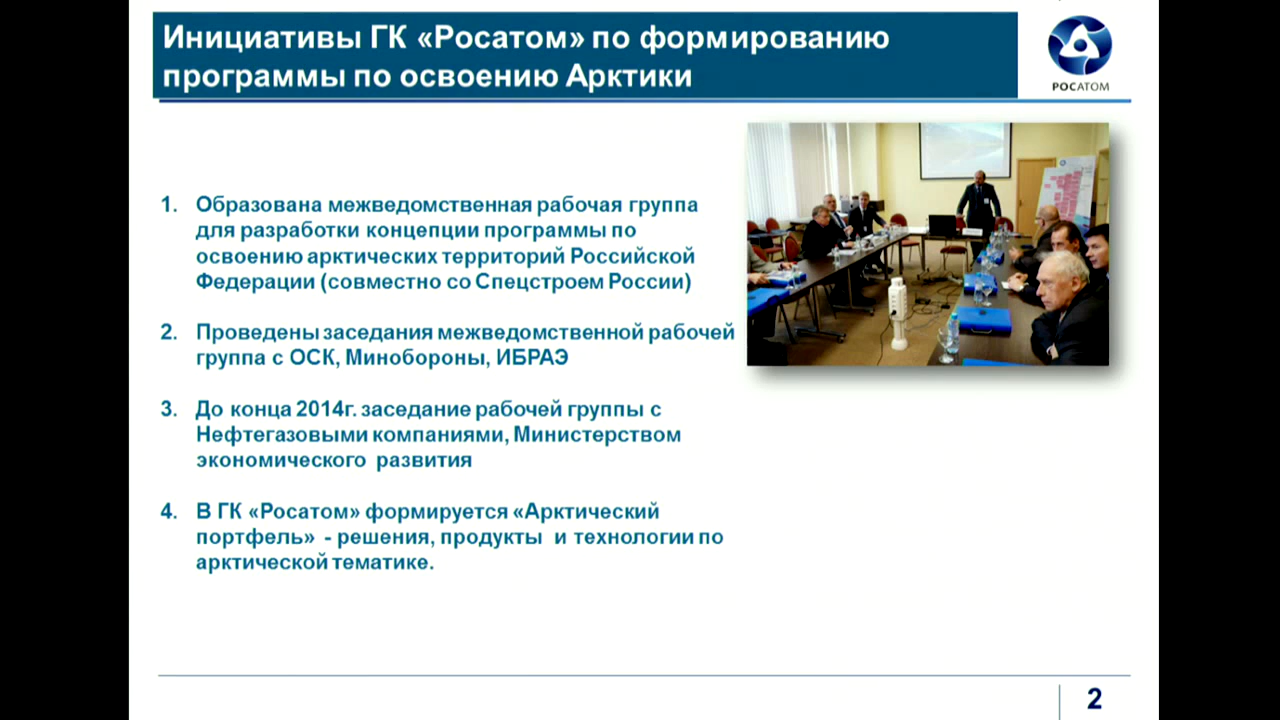 Инициативы ГК «Росатом» по формированию
программы по освоению Арктики
РОСАТОМ
1. Образована межведомственная рабочая группа
для разработки концепции программы по
освоению арктических территорий Российской
Федерации (совместно со Спецстроем России)
2. Проведены заседания межведомственной рабочей
группа с ОСК, Минобороны, ИБРАЭ
3. До конца 2014г. заседание рабочей группы с
Нефтегазовыми компаниями, Министерством
экономического развития
4. В ГК «Росатом» формируется «Арктический
портфель» - решения, продукты и технологии по
арктической тематике.
2